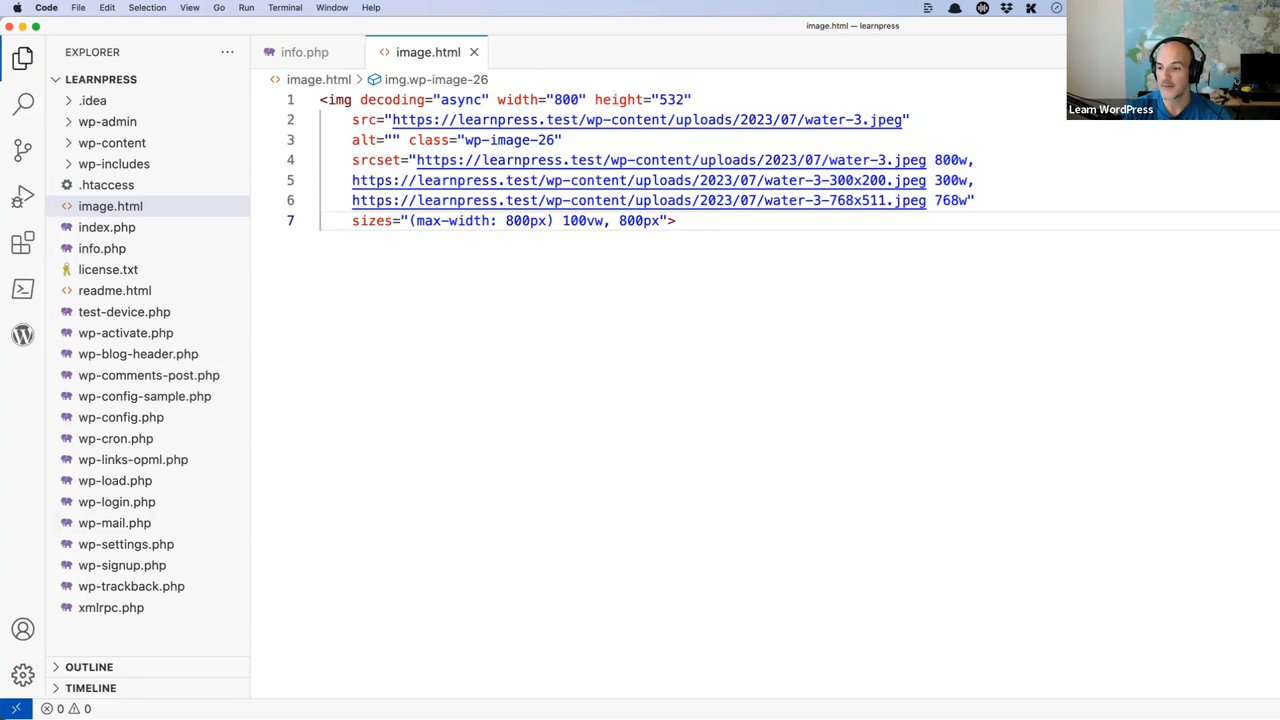 Code File Edit Selection View Go Run Terminal Window Help
image.html — learnpress
EXPLORER
LEARNPRESS
.idea
wp-admin
wp-content
wp-includes
.htaccess
image.html
index.php
info.php
license.txt
readme.html
test-device.php
wp-activate.php
wp-blog-header.php
wp-comments-post.php
wp-config-sample.php
wp-config.php
wp-cron.php
wp-links-opml.php
wp-load.php
wp-login.php
wp-mail.php
wp-settings.php
wp-signup.php
wp-trackback.php
xmlrpc.php
OUTLINE
TIMELINE
0 0
info.php image.html
image.html > img.wp-image-26
1 <img decoding="async" width="800" height="532"
2 src="https://learnpress.test/wp-content/uploads/2023/07/water-3.jpeg"
3 alt="" class="wp-image-26"
4 srcset="https://learnpress.test/wp-content/uploads/2023/07/water-3.jpeg 800w,
5 https://learnpress.test/wp-content/uploads/2023/07/water-3-300x200.jpeg 300w,
6 https://learnpress.test/wp-content/uploads/2023/07/water-3-768x511.jpeg 768w"
7 sizes="(max-width: 800px) 100vw, 800px">
Learn WordPress